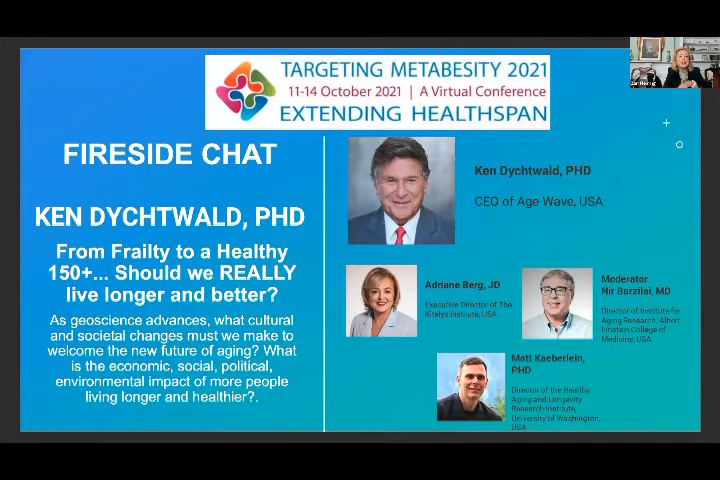 TARGETING METABESITY 2021
11-14 October 2021 | A Virtual Conference
EXTENDING HEALTHSPAN
FIRESIDE CHAT
KEN DYCHTWALD, PHD
From Frailty to a Healthy
150+... Should we REALLY
live longer and better?
As geoscience advances, what cultural
and societal changes must we make to
welcome the new future of aging? What
is the economic, social, political,
environmental impact of more people
living longer and healthier?.
Ken Dychtwald, PHD
CEO of Age Wave, USA
Adriane Berg, JD
Executive Director of The
Kitalys Institute, USA
Moderator
Nir Barzilai, MD
Director of Institute for
Aging Research, Albert
Einstein College of
Medicine, USA
Matt Kaeberlein,
PHD
Director of the Healthy
Aging and Longevity
Research Institute,
University of Washington,
USA